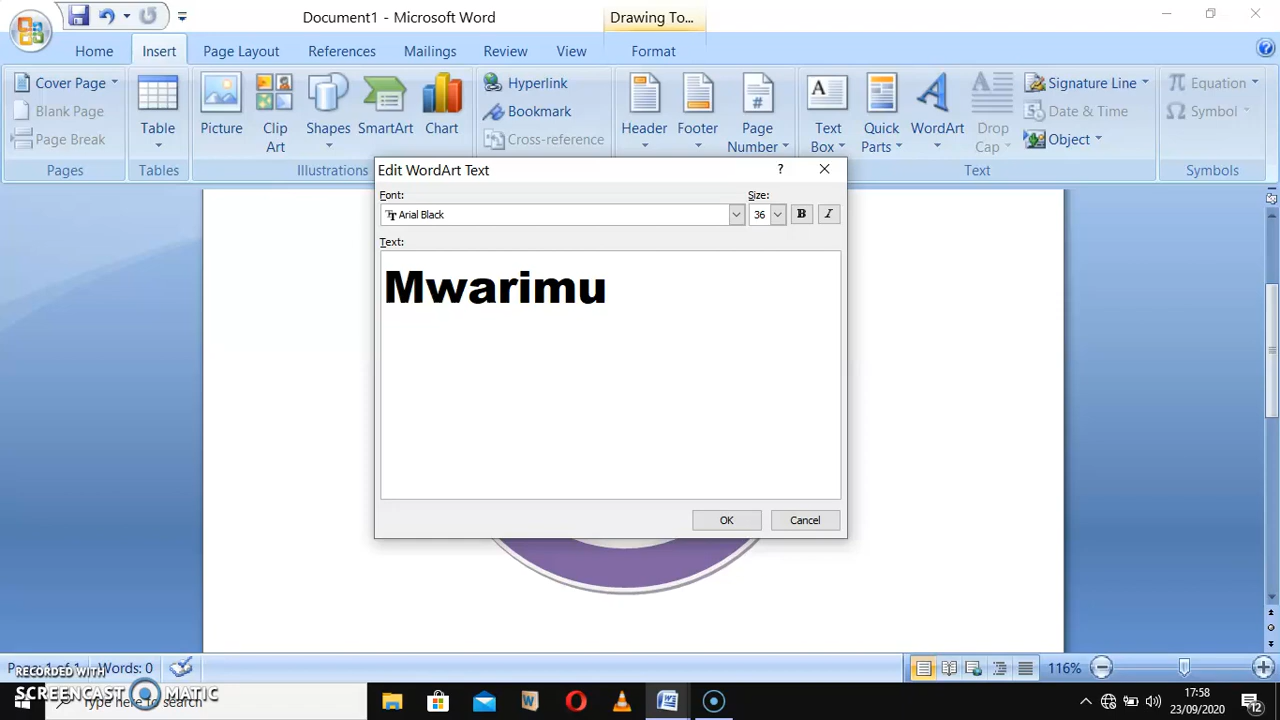 Document1 - Microsoft Word
Drawing To...
Home Insert Page Layout References Mailings Review View Format
Cover Page
Blank Page
Page Break
Pages
Table
Tables
Picture
Clip Art
Shapes
SmartArt
Chart
Illustrations
Hyperlink
Bookmark
Cross-reference
Header
Footer
Page Number
Text Box
Quick Parts
WordArt
Drop Cap
Signature Line
Date & Time
Object
Text
Equation
Symbol
Symbols
Edit WordArt Text
Font:
Size:
Arial Black
36
B
I
Text:
Mwarimu
OK
Cancel
Words: 0
116%
RECORDED WITH
SCREENCAST MATIC
Type here to search
17:58
23/09/2020
12